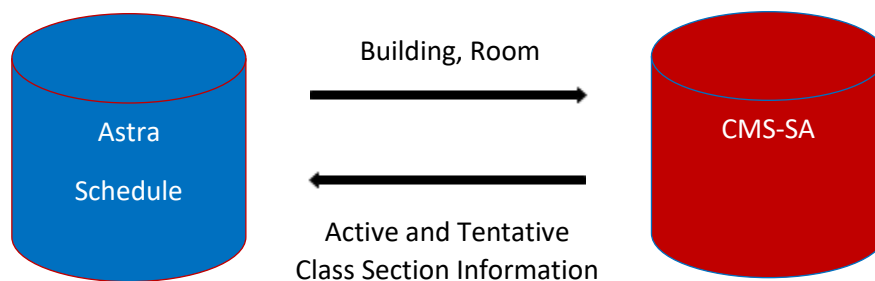 Building, Room
Astra
Schedule
CMS-SA
Active and Tentative
Class Section Information